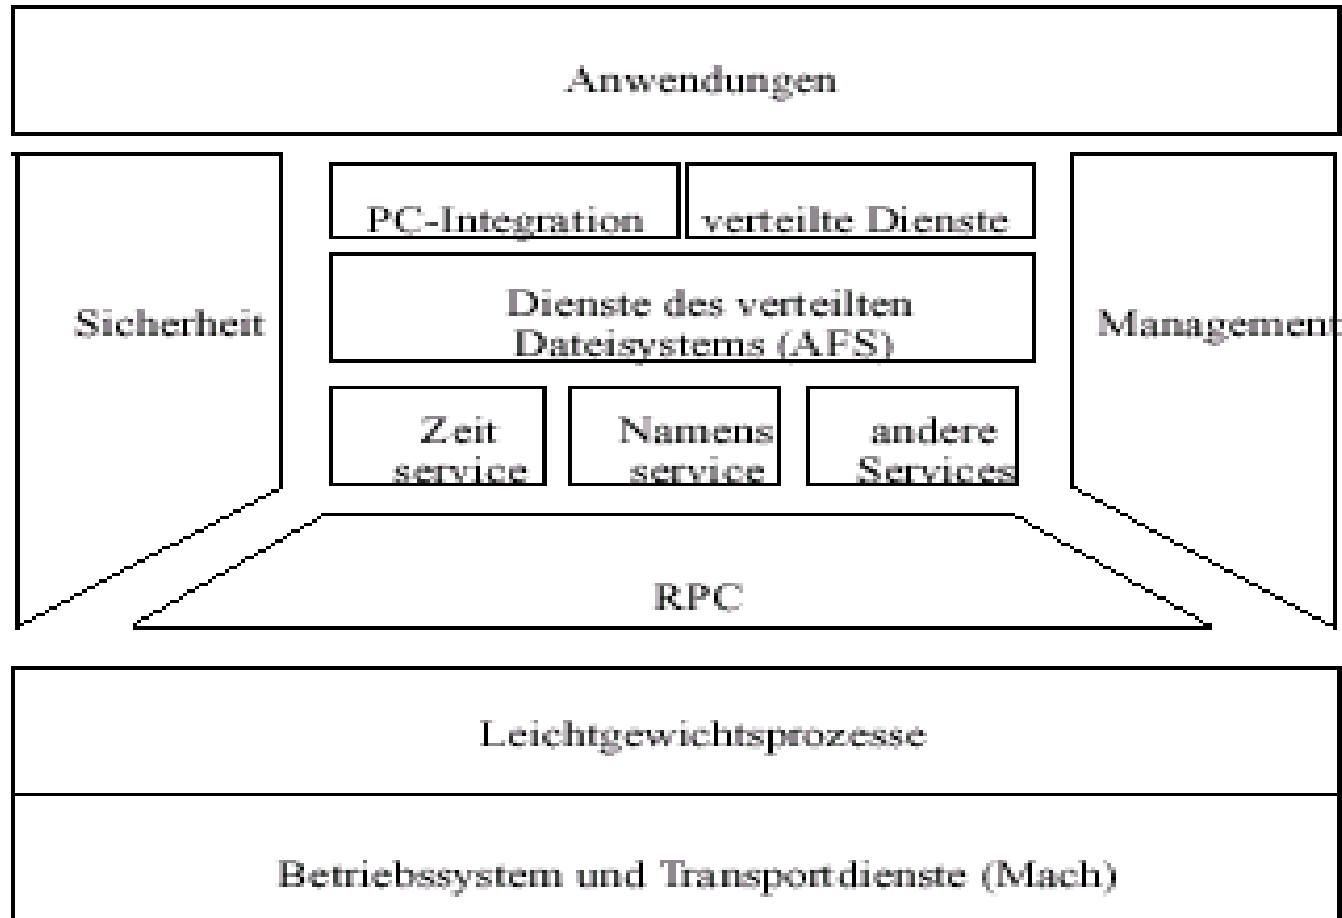 Anwendungen
PC-Integration
verteilte Dienste
Sicherheit
Dienste des verteilten
Dateisystems (AFS)
Management
Zeit
service
Namens
service
andere
Services
RPC
Leichtgewichtsprozesse
Betriebssystem und Transportdienste (Mach)